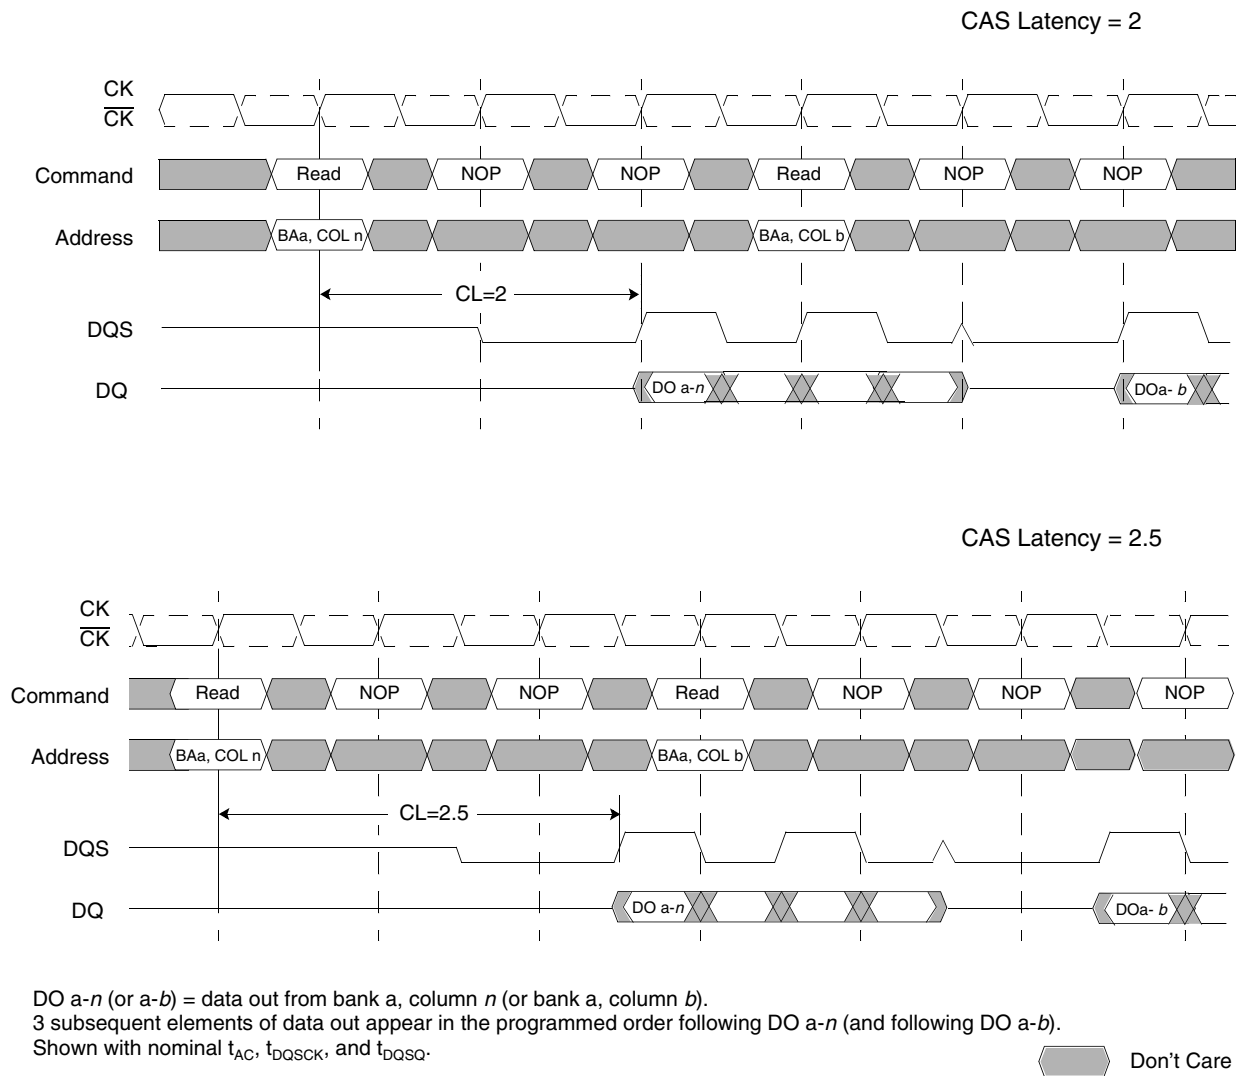 CAS Latency = 2
CK
CK
Command
Read
NOP
NOP
Read
NOP
NOP
Address
BAa, COL n
BAa, COL b
CL=2
DQS
DQ
DO a-n
DOa- b
CAS Latency = 2.5
CK
CK
Command
Read
NOP
NOP
Read
NOP
NOP
NOP
Address
BAa, COL n
BAa, COL b
CL=2.5
DQS
DQ
DO a-n
DOa- b
DO a-n (or a-b) = data out from bank a, column n (or bank a, column b).
3 subsequent elements of data out appear in the programmed order following DO a-n (and following DO a-b).
Shown with nominal tAC, tDQSCK, and tDQSQ.
Don't Care